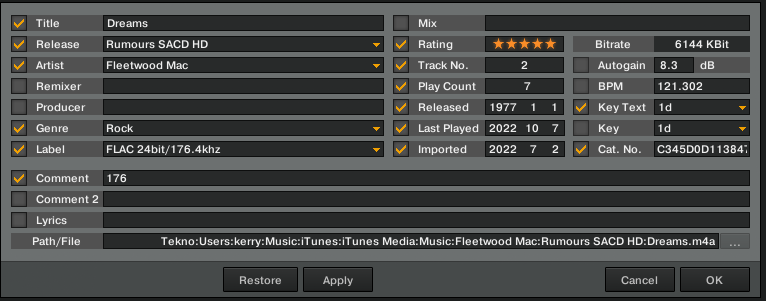 Title Dreams Mix
Release Rumours SACD HD Rating ★★★★★ Bitrate 6144 KBit
Artist Fleetwood Mac Track No. 2 Autogain 8.3 dB
Remixer Play Count 7 BPM 121.302
Producer Released 1977 1 1 Key Text 1d
Genre Rock Last Played 2022 10 7 Key 1d
Label FLAC 24bit/176.4khz Imported 2022 7 2 Cat. No. C345D0D113847
Comment 176
Comment 2
Lyrics
Path/File Tekno:Users:kerry:Music:iTunes:iTunes Media:Music:Fleetwood Mac:Rumours SACD HD:Dreams.m4a ...
Restore Apply Cancel OK